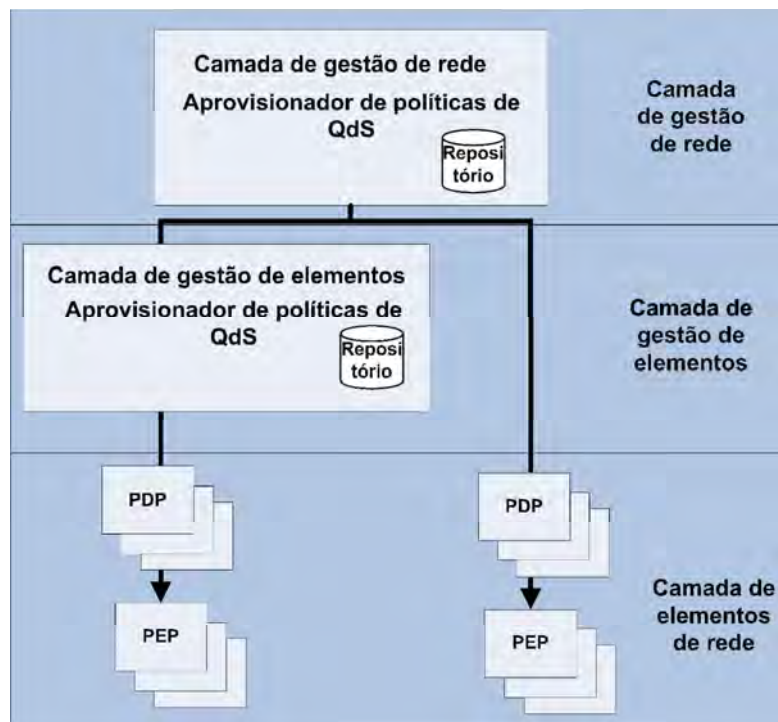 Camada de gestão de rede
Aprovisionador de políticas de
QdS
Reposi
tório
Camada
de gestão
de rede
Camada de gestão de elementos
Aprovisionador de políticas de
QdS
Reposi
tório
Camada de
gestão de
elementos
PDP
PDP
PEP
PEP
Camada de
elementos
de rede